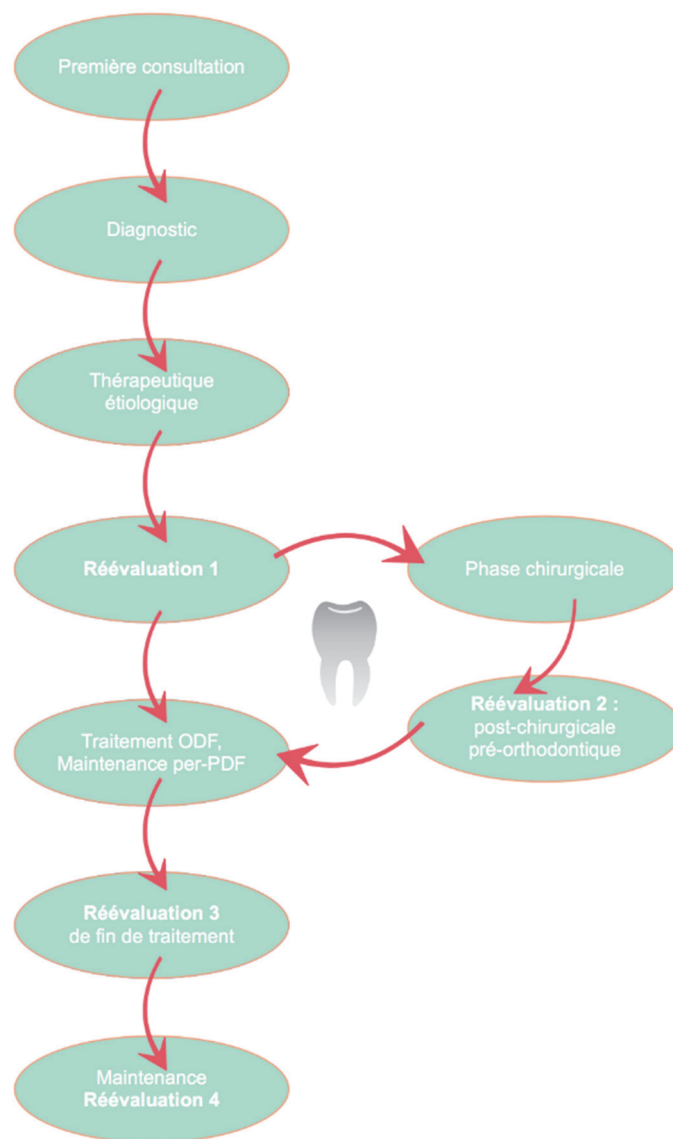 Première consultation
Diagnostic
Thérapeutique
étiologique
Réévaluation 1
Phase chirurgicale
Réévaluation 2 :
post-chirurgicale
pré-orthodontique
Traitement ODF,
Maintenance per-PDF
Réévaluation 3
de fin de traitement
Maintenance
Réévaluation 4